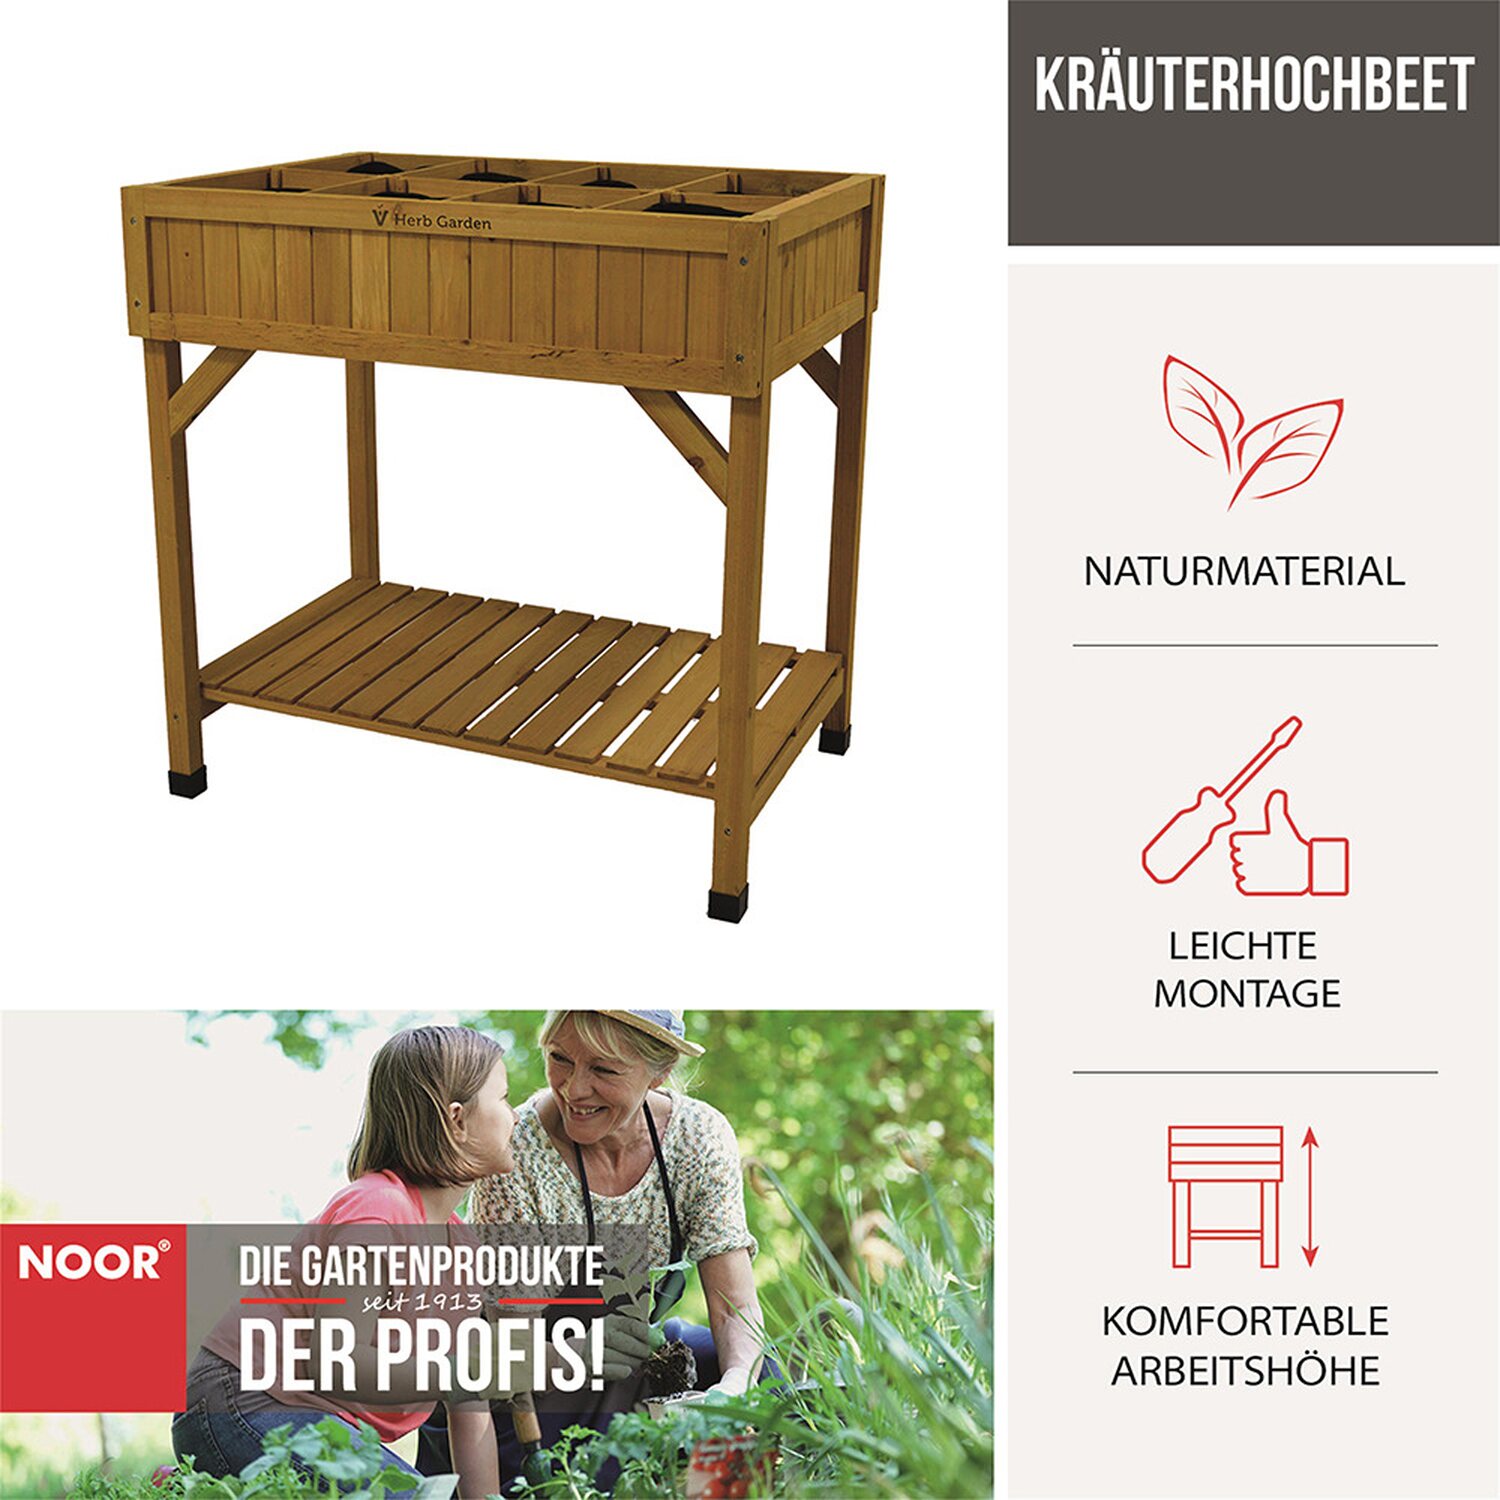 KRÄUTERHOCHBEET
Herb Garden
NATURMATERIAL
LEICHTE
MONTAGE
KOMFORTABLE
ARBEITSHÖHE
NOOR®
DIE GARTENPRODUKTE
seit 1913
DER PROFIS!